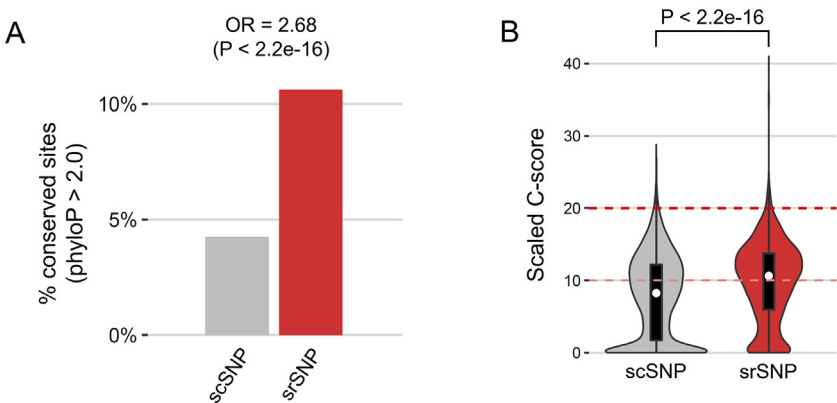 A
OR = 2.68
(P < 2.2e-16)
% conserved sites
(phyloP > 2.0)
10%
5%
0%
scSNP
srSNP
B
P < 2.2e-16
Scaled C-score
40
30
20
10
0
scSNP
srSNP